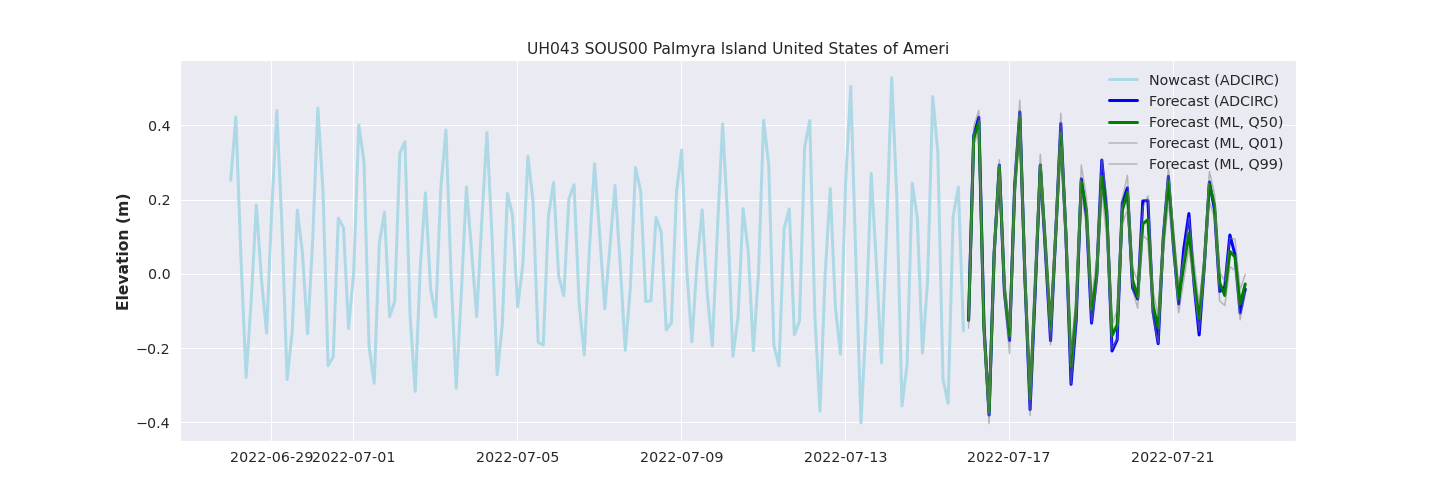 UH043 SOUS00 Palmyra Island United States of Ameri
Nowcast (ADCIRC)
Forecast (ADCIRC)
Forecast (ML, Q50)
Forecast (ML, Q01)
Forecast (ML, Q99)
Elevation (m)
0.4
0.2
0.0
−0.2
−0.4
2022-06-29 2022-07-01 2022-07-05 2022-07-09 2022-07-13 2022-07-17 2022-07-21